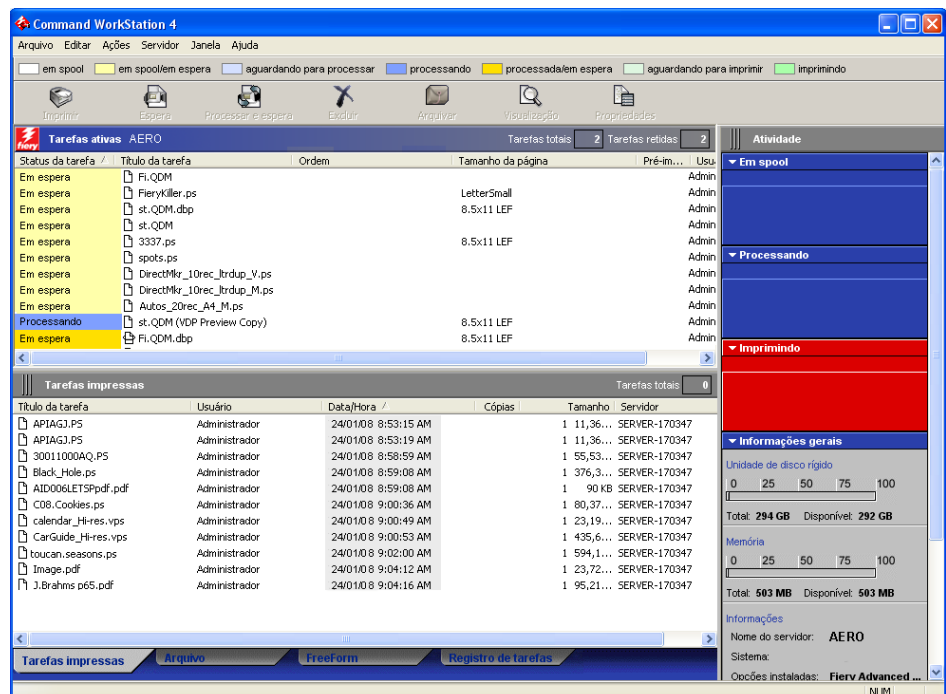 Command WorkStation 4
Arquivo Editar Ações Servidor Janela Ajuda
em spool em spool/em espera aguardando para processar processando processada/em espera aguardando para imprimir imprimindo
Imprimir Espera Processar e espera Excluir Arquivar Visualização Propriedades
fiery Tarefas ativas AERO Tarefas totais 2 Tarefas retidas 2
Status da tarefa Título da tarefa Ordem Tamanho da página Pré-im... Usu
Em espera Fi.QDM Admin
Em espera FieryKiller.ps LetterSmall Admin
Em espera st.QDM.dbp 8.5x11 LEF Admin
Em espera st.QDM Admin
Em espera 3337.ps 8.5x11 LEF Admin
Em espera spots.ps Admin
Em espera DirectMkr_10rec_ltrdup_V.ps Admin
Em espera DirectMkr_10rec_ltrdup_M.ps Admin
Em espera Autos_20rec_A4_M.ps Admin
Processando st.QDM (VDP Preview Copy) 8.5x11 LEF Admin
Em espera Fi.QDM.dbp 8.5x11 LEF Admin
Tarefas impressas Tarefas totais 0
Título da tarefa Usuário Data/Hora Cópias Tamanho Servidor
APIAGJ.PS Administrador 24/01/08 8:53:15 AM 1 11,36... SERVER-170347
APIAGJ.PS Administrador 24/01/08 8:53:19 AM 1 11,36... SERVER-170347
30011000AQ.PS Administrador 24/01/08 8:58:59 AM 1 55,53... SERVER-170347
Black_Hole.ps Administrador 24/01/08 8:59:08 AM 1 376,3... SERVER-170347
AID006LETSPpdf.pdf Administrador 24/01/08 8:59:08 AM 1 90 KB SERVER-170347
C08.Cookies.ps Administrador 24/01/08 9:00:36 AM 1 80,37... SERVER-170347
calendar_Hi-res.vps Administrador 24/01/08 9:00:49 AM 1 23,19... SERVER-170347
CarGuide_Hi-res.vps Administrador 24/01/08 9:00:53 AM 1 435,6... SERVER-170347
toucan.seasons.ps Administrador 24/01/08 9:02:00 AM 1 594,1... SERVER-170347
Image.pdf Administrador 24/01/08 9:04:12 AM 1 23,72... SERVER-170347
J.Brahms p65.pdf Administrador 24/01/08 9:04:16 AM 1 95,21... SERVER-170347
Tarefas impressas Arquivo FreeForm Registro de tarefas
Atividade
Em spool
Processando
Imprimindo
Informações gerais
Unidade de disco rígido
0 25 50 75 100
Total: 294 GB Disponível: 292 GB
Memória
0 25 50 75 100
Total: 503 MB Disponível: 503 MB
Informações
Nome do servidor: AERO
Sistema:
Opções instaladas: Fiery Advanced ...
NUM